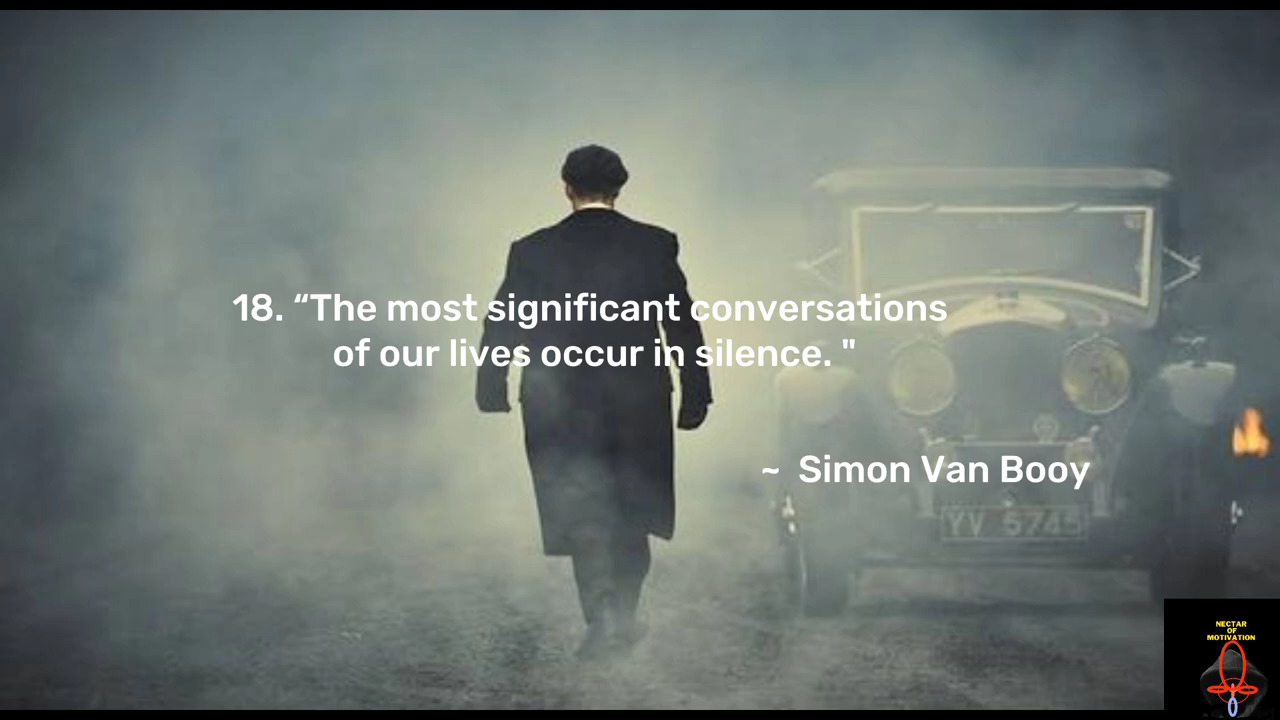 18. “The most significant conversations
of our lives occur in silence. "
~ Simon Van Booy
YV 5745
NECTAR
OF
MOTIVATION